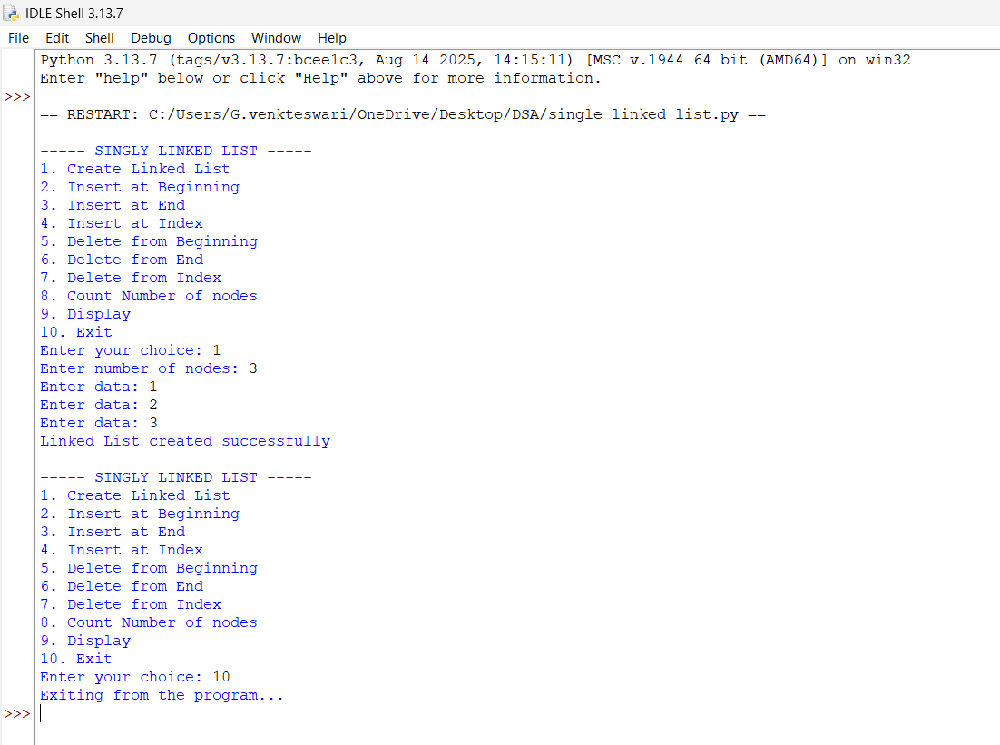 IDLE Shell 3.13.7
File Edit Shell Debug Options Window Help
Python 3.13.7 (tags/v3.13.7:bcee1c3, Aug 14 2025, 14:15:11) [MSC v.1944 64 bit (AMD64)] on win32
Enter "help" below or click "Help" above for more information.
>>>
== RESTART: C:/Users/G.venkteswari/OneDrive/Desktop/DSA/single linked list.py ==
----- SINGLY LINKED LIST -----
1. Create Linked List
2. Insert at Beginning
3. Insert at End
4. Insert at Index
5. Delete from Beginning
6. Delete from End
7. Delete from Index
8. Count Number of nodes
9. Display
10. Exit
Enter your choice: 1
Enter number of nodes: 3
Enter data: 1
Enter data: 2
Enter data: 3
Linked List created successfully
----- SINGLY LINKED LIST -----
1. Create Linked List
2. Insert at Beginning
3. Insert at End
4. Insert at Index
5. Delete from Beginning
6. Delete from End
7. Delete from Index
8. Count Number of nodes
9. Display
10. Exit
Enter your choice: 10
Exiting from the program...
>>>